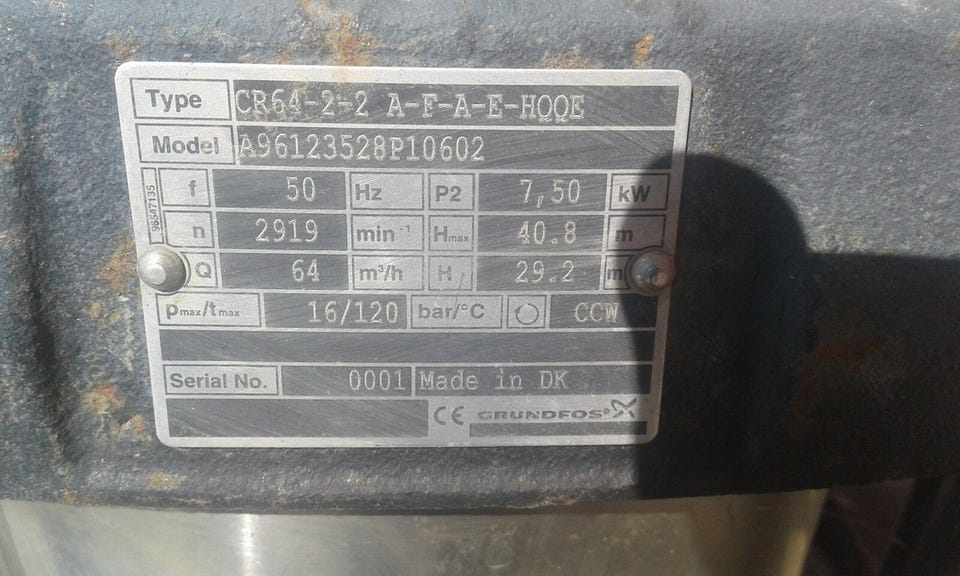 Type CR64-2-2 A-F-A-E-HQQE
Model A96123528P10602
96547135
f 50 Hz P2 7,50 kW
n 2919 min⁻¹ Hmax 40.8 m
Q 64 m³/h H 29.2 m
pmax/tmax 16/120 bar/°C CCW
Serial No. 0001 Made in DK
CE GRUNDFOS®